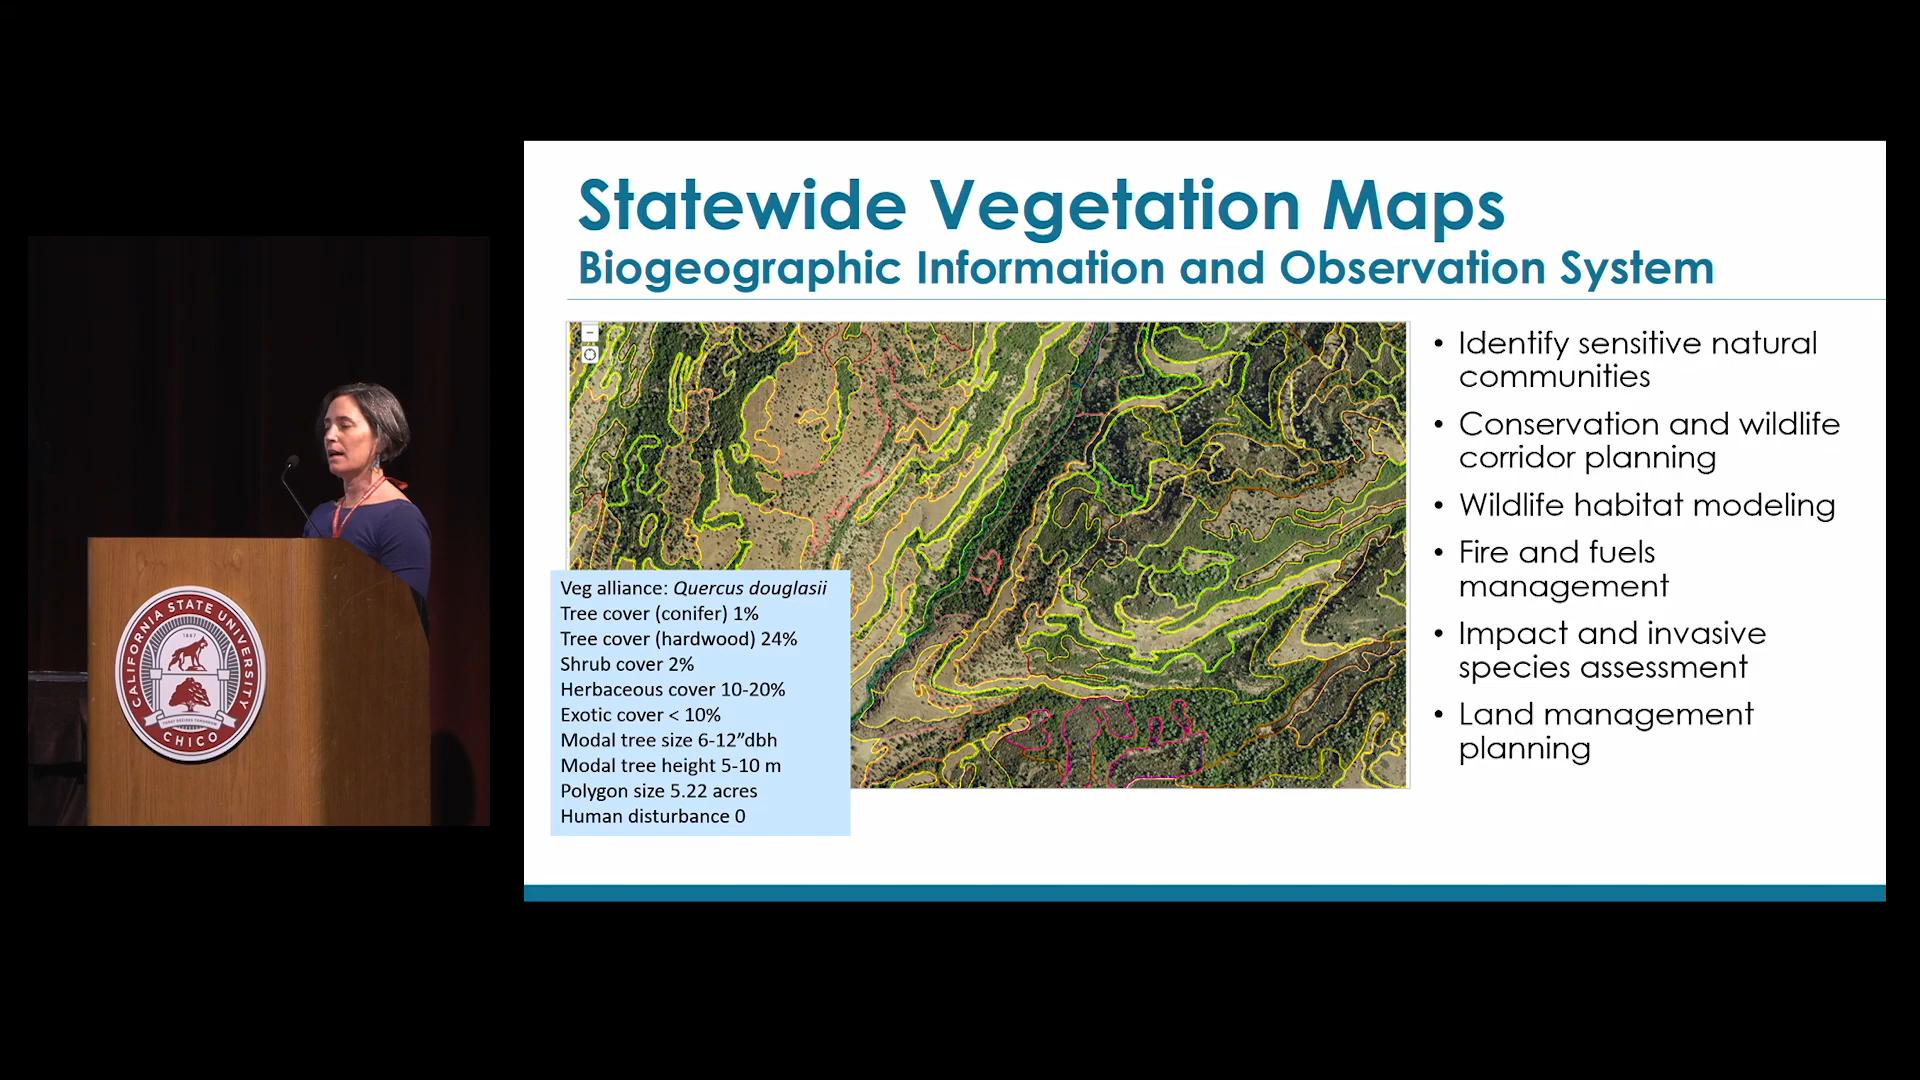 Statewide Vegetation Maps
Biogeographic Information and Observation System
Veg alliance: Quercus douglasii
Tree cover (conifer) 1%
Tree cover (hardwood) 24%
Shrub cover 2%
Herbaceous cover 10-20%
Exotic cover < 10%
Modal tree size 6-12”dbh
Modal tree height 5-10 m
Polygon size 5.22 acres
Human disturbance 0
• Identify sensitive natural
communities
• Conservation and wildlife
corridor planning
• Wildlife habitat modeling
• Fire and fuels
management
• Impact and invasive
species assessment
• Land management
planning
CALIFORNIA STATE UNIVERSITY
1887
TODAY DECIDES TOMORROW
CHICO